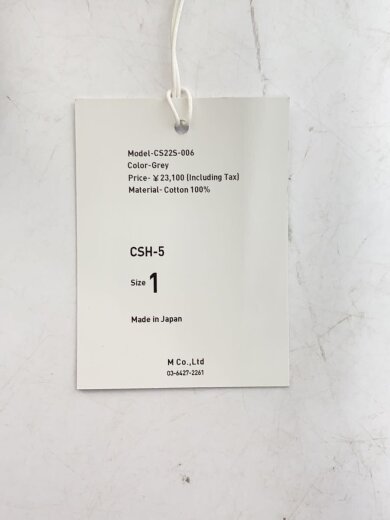 Model-CS22S-006
Color-Grey
Price- ¥23,100 (Including Tax)
Material- Cotton 100%
CSH-5
Size 1
Made in Japan
M Co.,Ltd
03-6427-2261